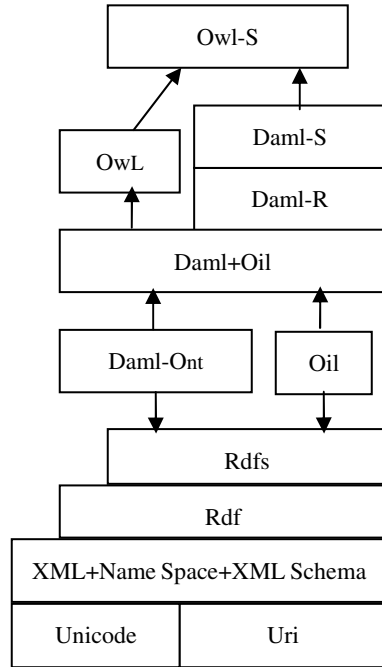 Owl-S
Daml-S
OwL
Daml-R
Daml+Oil
Daml-Ont
Oil
Rdfs
Rdf
XML+Name Space+XML Schema
Unicode
Uri